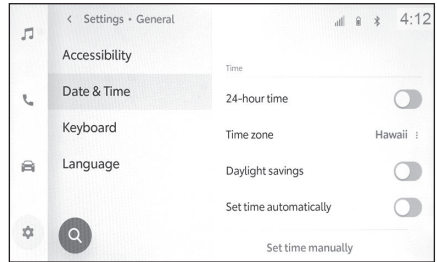 Settings • General
4:12
Accessibility
Time
Date & Time
24-hour time
Keyboard
Time zone
Hawaii
Language
Daylight savings
Set time automatically
Set time manually